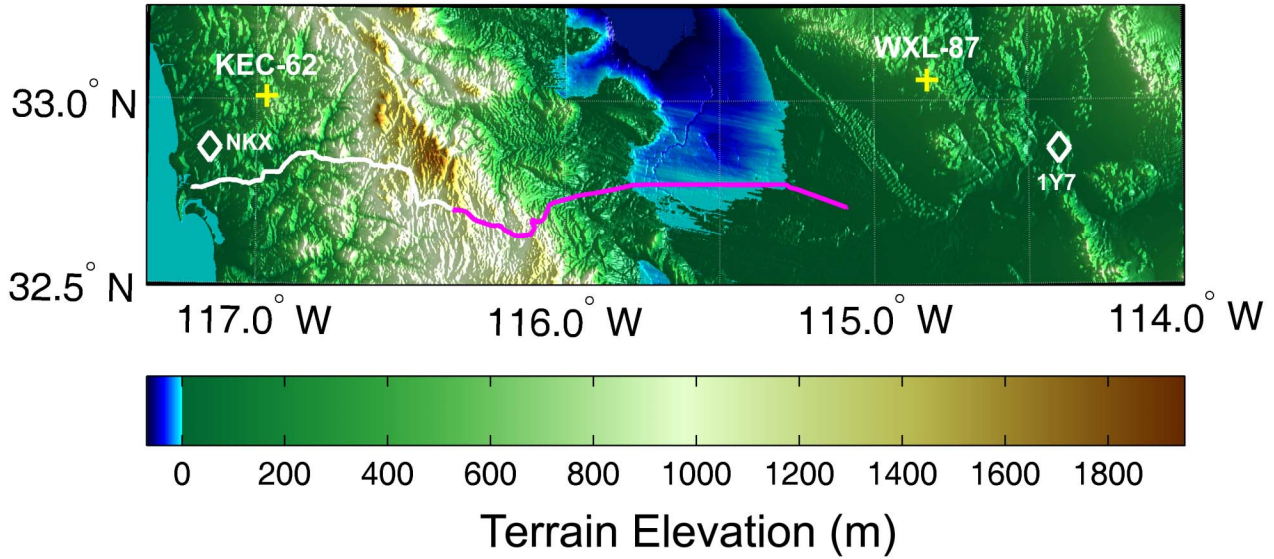 KEC-62
WXL-87
33.0° N
NKX
1Y7
32.5° N
117.0° W 116.0° W 115.0° W 114.0° W
0 200 400 600 800 1000 1200 1400 1600 1800
Terrain Elevation (m)